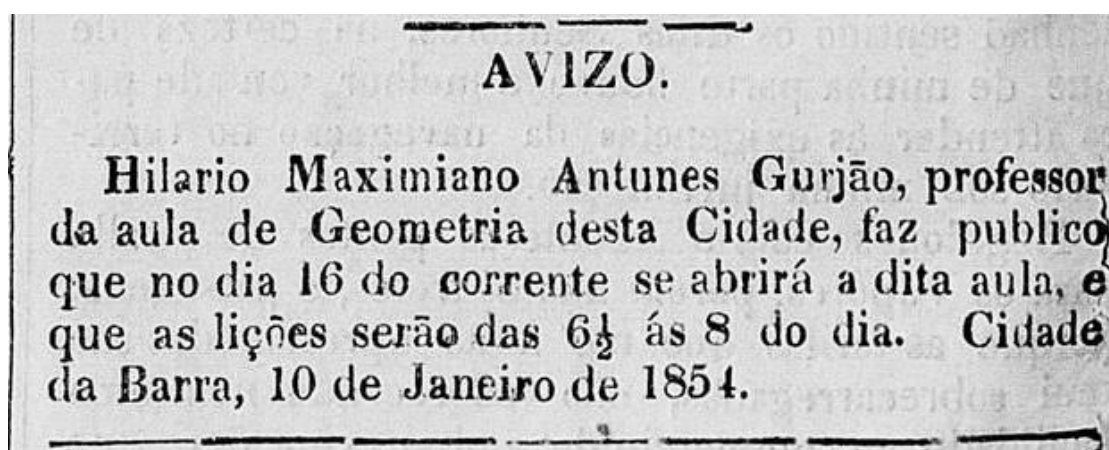 AVIZO.
Hilario Maximiano Antunes Gurjão, professor
da aula de Geometria desta Cidade, faz publico
que no dia 16 do corrente se abrirá a dita aula, e
que as lições serão das 6½ ás 8 do dia. Cidade
da Barra, 10 de Janeiro de 1854.